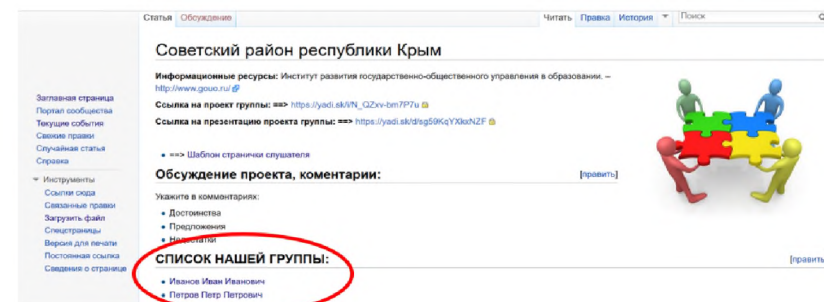 Статья Обсуждение Читать Правка История Поиск
Советский район республики Крым
Информационные ресурсы: Институт развития государственно-общественного управления в образовании. –
http://www.gouo.ru/
Ссылка на проект группы: ==> https://yadi.sk/i/N_QZxv-bm7P7u
Ссылка на презентацию проекта группы: ==> https://yadi.sk/d/sg59KqYXkxNZF
==> Шаблон странички слушателя
Обсуждение проекта, коментарии: [править]
Укажите в комментариях:
Достоинства
Предложения
Недостатки
СПИСОК НАШЕЙ ГРУППЫ: [править
Иванов Иван Иванович
Петров Петр Петрович
Заглавная страница
Портал сообщества
Текущие события
Свежие правки
Случайная статья
Справка
Инструменты
Ссылки сюда
Связанные правки
Загрузить файл
Спецстраницы
Версия для печати
Постоянная ссылка
Сведения о странице